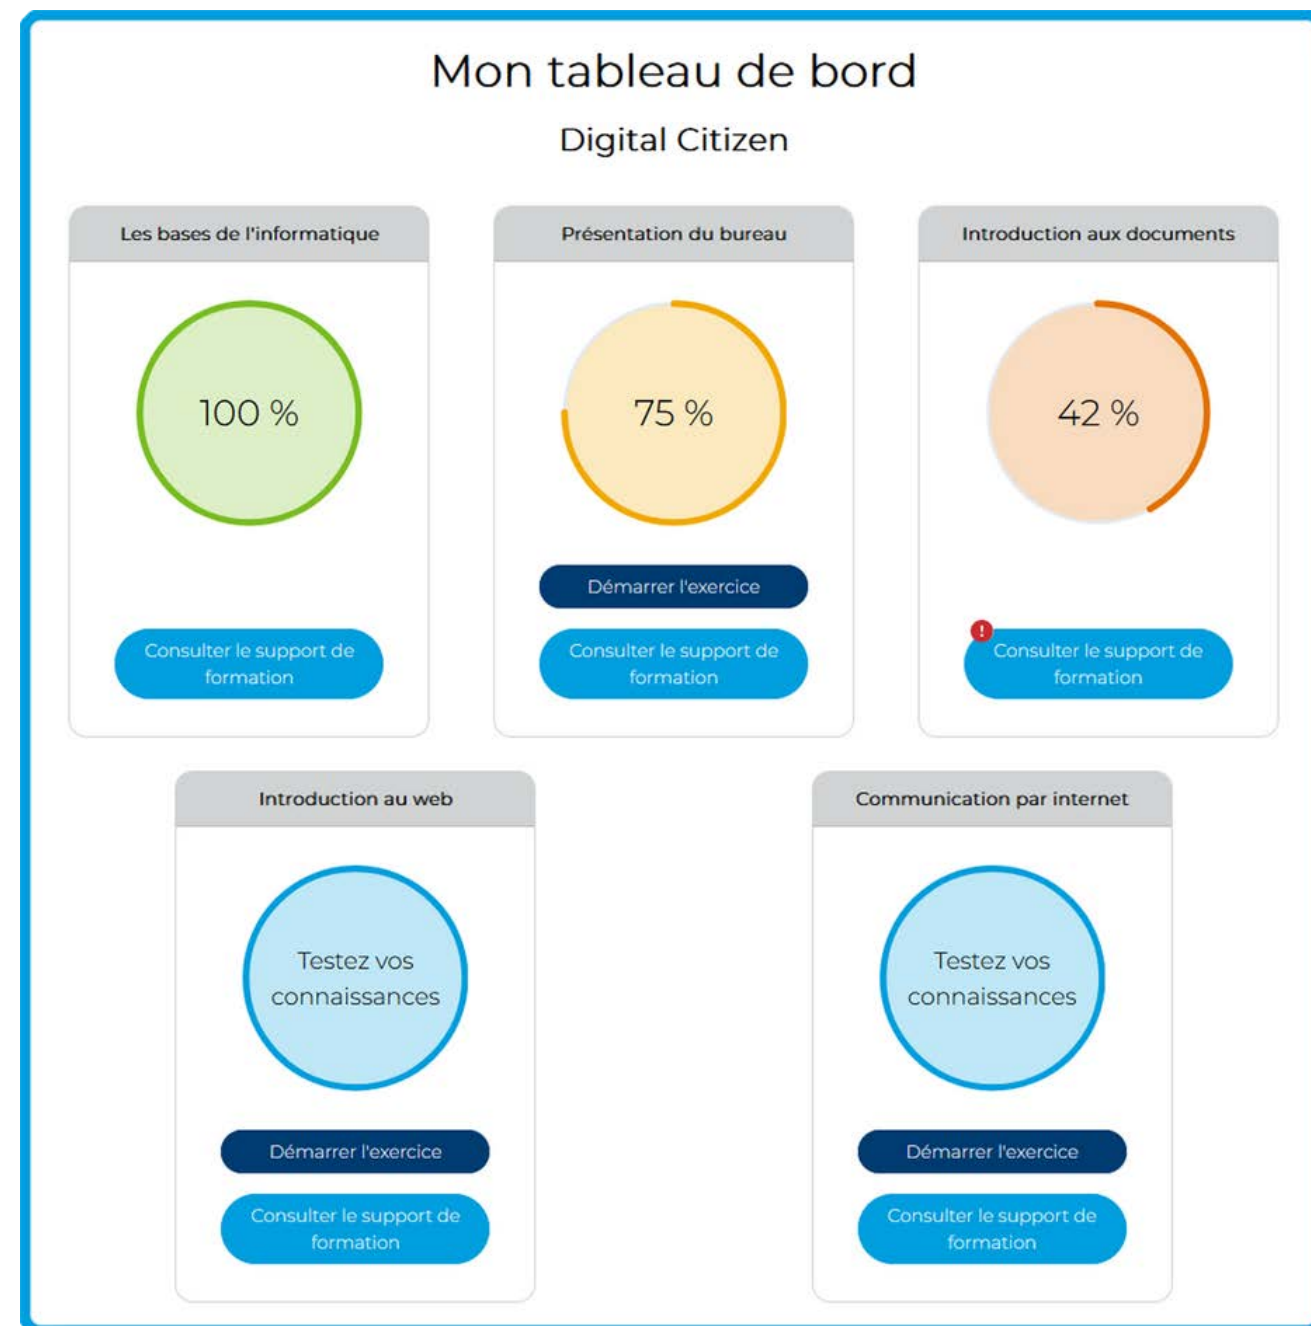 Mon tableau de bord
Digital Citizen
Les bases de l'informatique
100 %
Consulter le support de
formation
Présentation du bureau
75 %
Démarrer l'exercice
Consulter le support de
formation
Introduction aux documents
42 %
!
Consulter le support de
formation
Introduction au web
Testez vos
connaissances
Démarrer l'exercice
Consulter le support de
formation
Communication par internet
Testez vos
connaissances
Démarrer l'exercice
Consulter le support de
formation